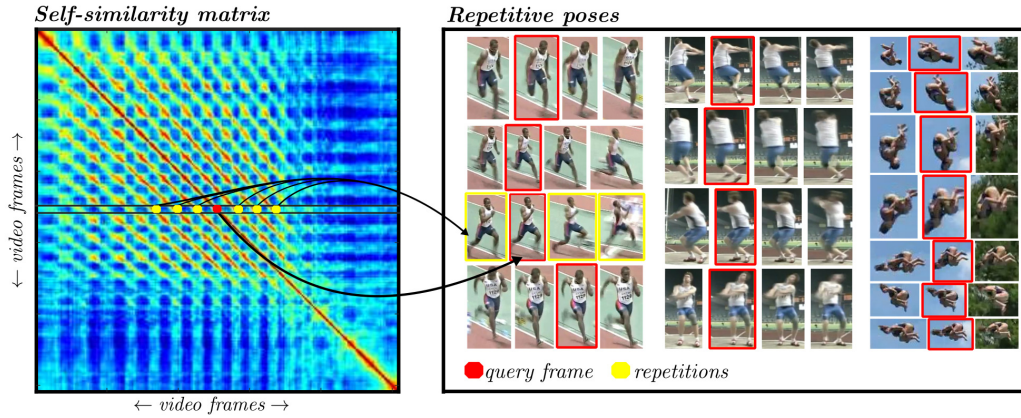 Self-similarity matrix
Repetitive poses
← video frames →
← video frames →
query frame
repetitions